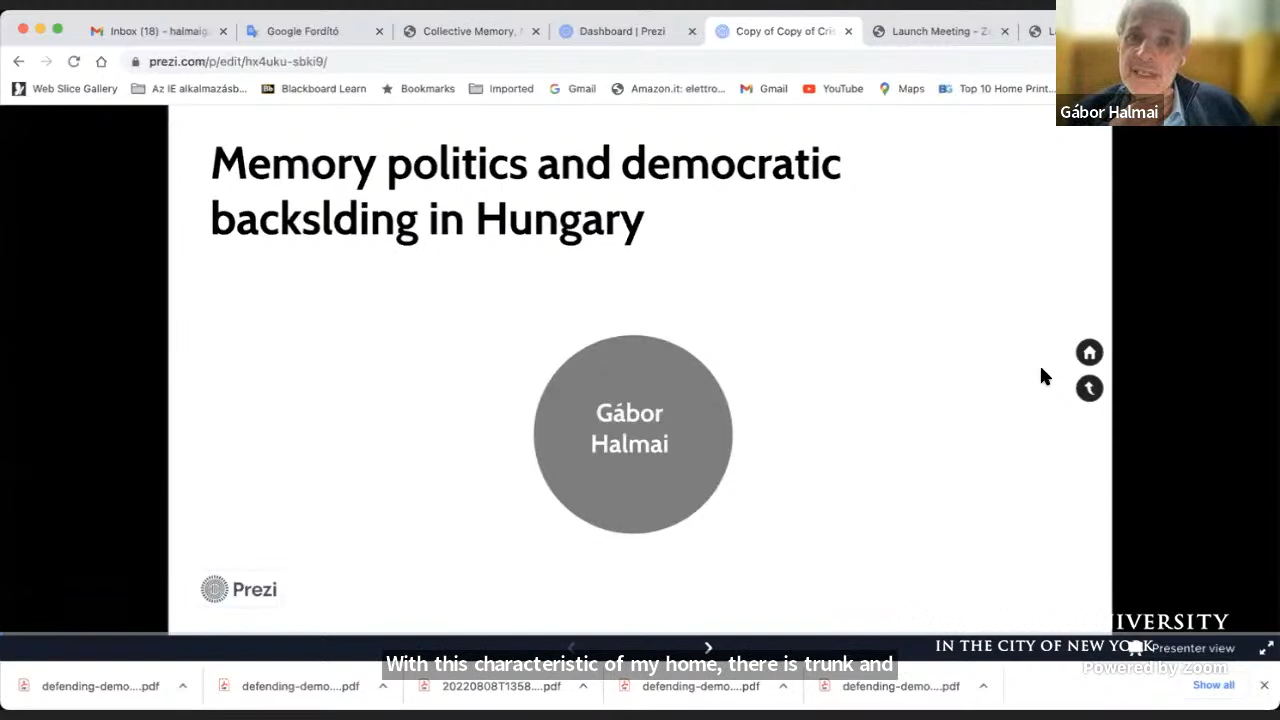 Inbox (18) - halmaig
Google Fordító
Collective Memory,
Dashboard | Prezi
Copy of Copy of Cri
Launch Meeting - Z
prezi.com/p/edit/hx4uku-sbki9/
Web Slice Gallery
Az IE alkalmazásb...
Bb
Blackboard Learn
Bookmarks
Imported
Gmail
Amazon.it: elettro...
Gmail
YouTube
Maps
BG
Top 10 Home Print...
Gábor Halmai
Memory politics and democratic
backslding in Hungary
Gábor
Halmai
Prezi
IVERSITY
IN THE CITY OF NEW YORK
Presenter view
With this characteristic of my home, there is trunk and
Powered by Zoom
defending-demo....pdf
defending-demo....pdf
20220808T1358....pdf
defending-demo....pdf
defending-demo....pdf
Show all